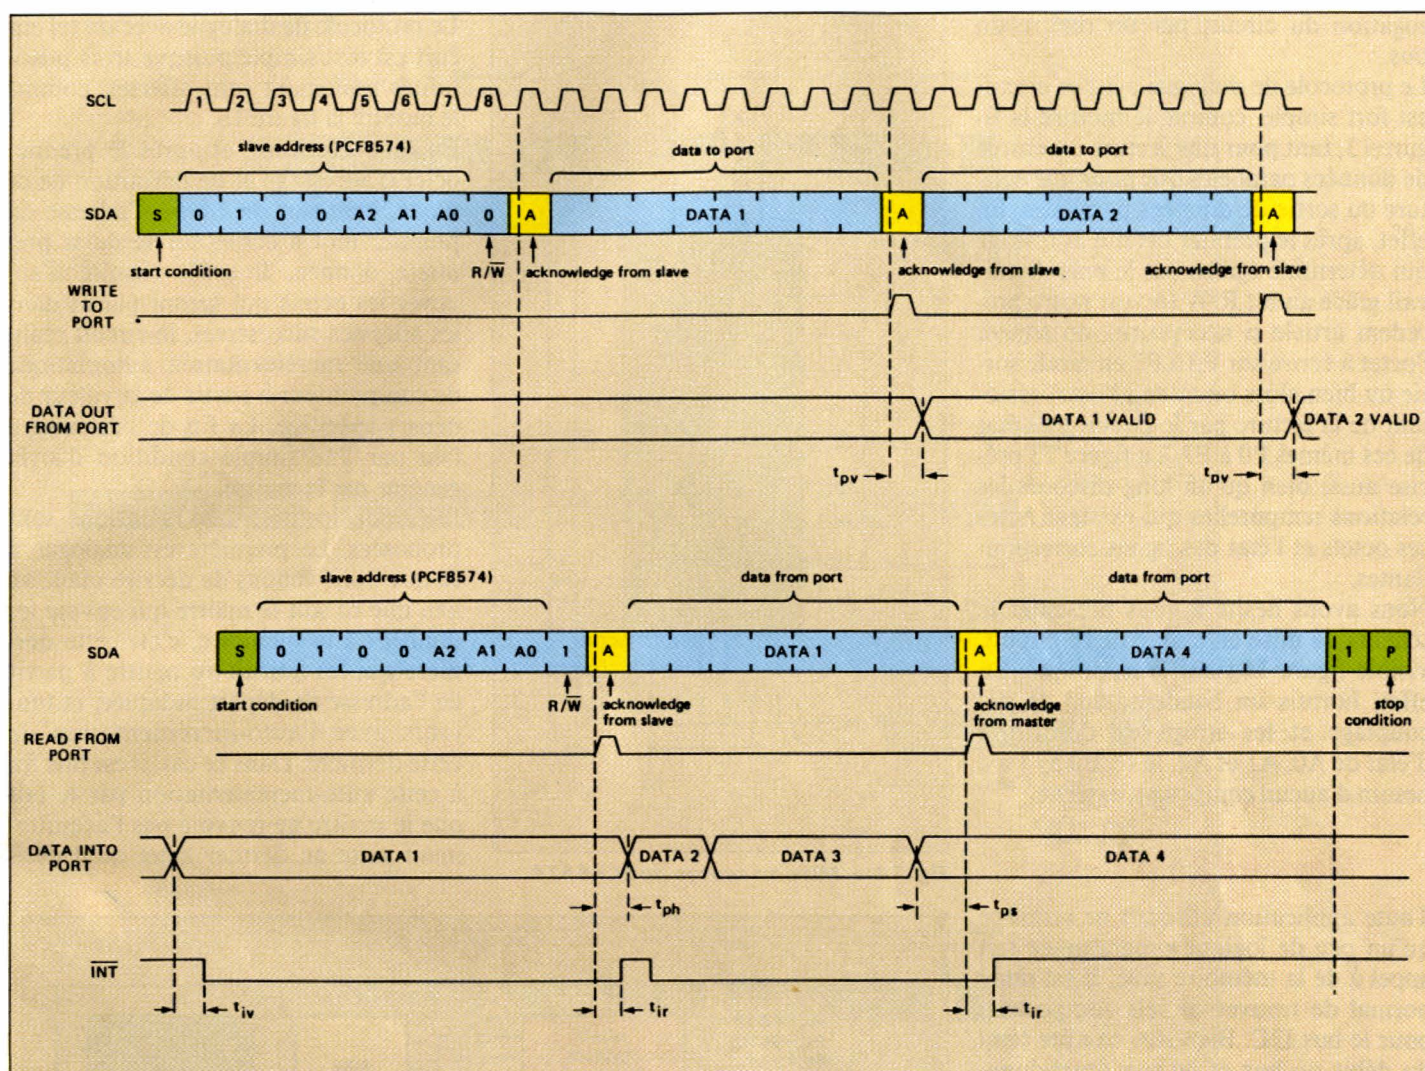 SCL 1 2 3 4 5 6 7 8
slave address (PCF8574) data to port data to port
SDA S 0 1 0 0 A2 A1 A0 0 A DATA 1 A DATA 2 A
start condition R/W̅ acknowledge from slave acknowledge from slave acknowledge from slave
WRITE
TO
PORT
DATA OUT
FROM PORT
DATA 1 VALID DATA 2 VALID
tpv tpv
slave address (PCF8574) data from port data from port
SDA S 0 1 0 0 A2 A1 A0 1 A DATA 1 A DATA 4 1 P
start condition R/W̅ acknowledge
from slave
acknowledge
from master
stop
condition
READ FROM
PORT
DATA INTO
PORT
DATA 1 DATA 2 DATA 3 DATA 4
tph tps
I̅N̅T̅
tiv tir tir